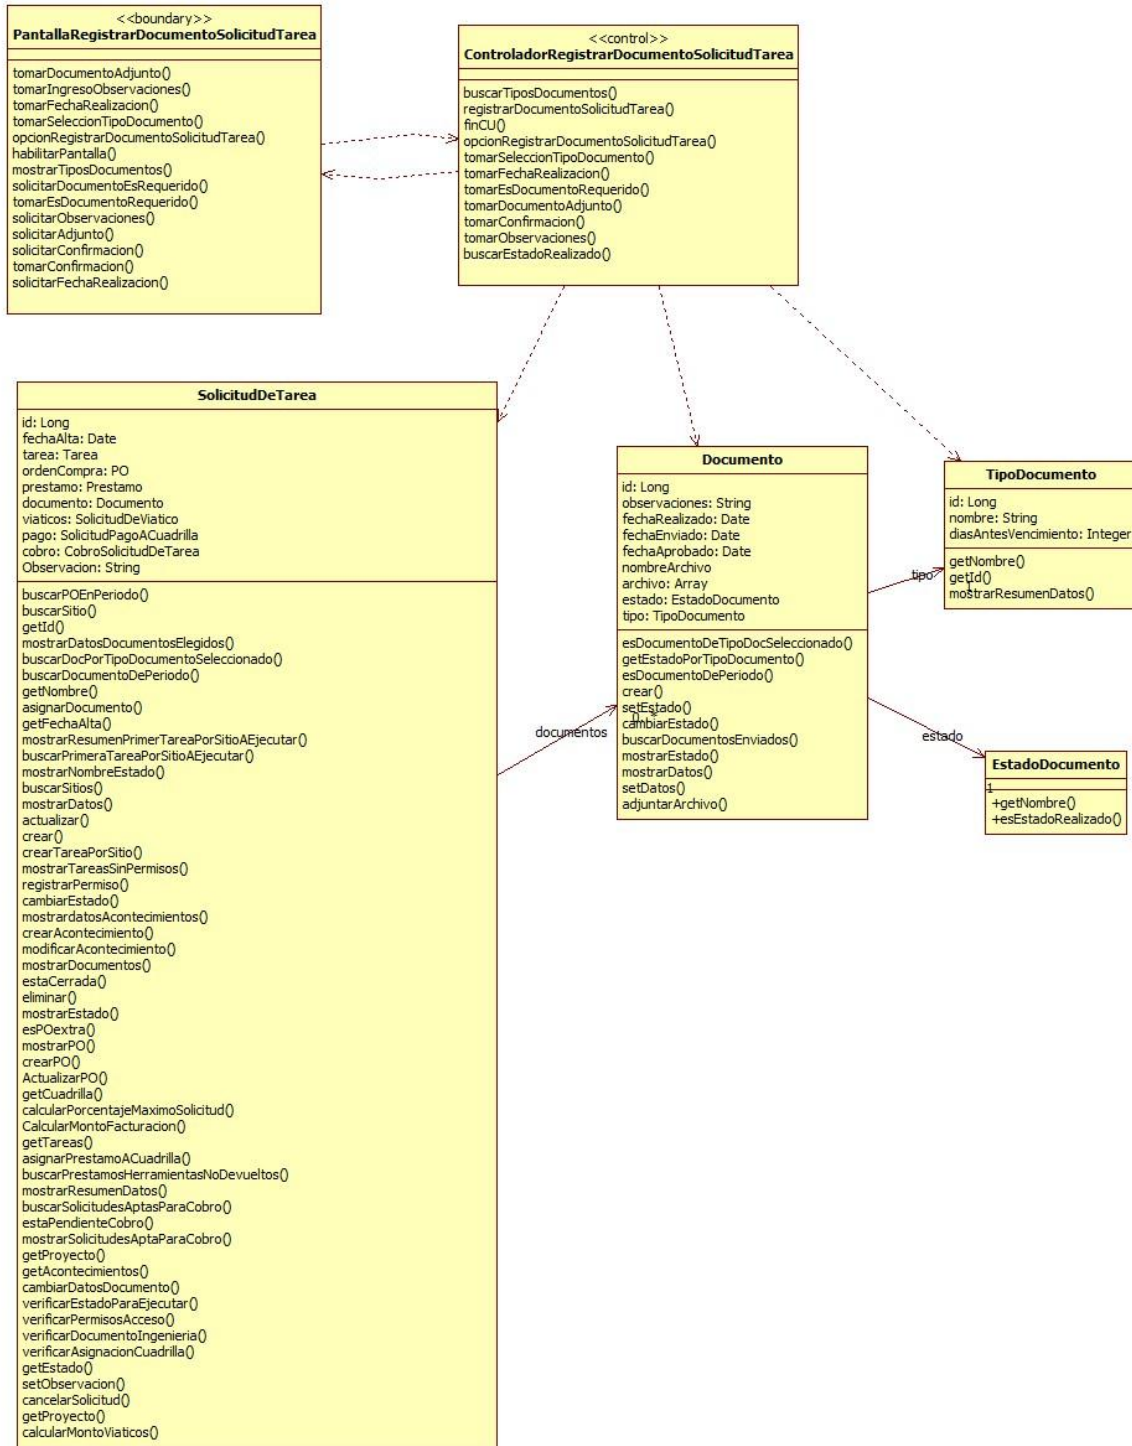 <<boundary>>
PantallaRegistrarDocumentoSolicitudTarea
tomarDocumentoAdjunto()
tomarIngresoObservaciones()
tomarFechaRealizacion()
tomarSeleccionTipoDocumento()
opcionRegistrarDocumentoSolicitudTarea()
habilitarPantalla()
mostrarTiposDocumentos()
solicitarDocumentoEsRequerido()
tomarEsDocumentoRequerido()
solicitarObservaciones()
solicitarAdjunto()
solicitarConfirmacion()
tomarConfirmacion()
solicitarFechaRealizacion()
<<control>>
ControladorRegistrarDocumentoSolicitudTarea
buscarTiposDocumentos()
registrarDocumentoSolicitudTarea()
finCU()
opcionRegistrarDocumentoSolicitudTarea()
tomarSeleccionTipoDocumento()
tomarFechaRealizacion()
tomarEsDocumentoRequerido()
tomarDocumentoAdjunto()
tomarConfirmacion()
tomarObservaciones()
buscarEstadoRealizado()
SolicitudDeTarea
id: Long
fechaAlta: Date
tarea: Tarea
ordenCompra: PO
prestamo: Prestamo
documento: Documento
viaticos: SolicitudDeViatico
pago: SolicitudPagoACuadrilla
cobro: CobroSolicitudDeTarea
Observacion: String
buscarPOEnPeriodo()
buscarSitio()
getId()
mostrarDatosDocumentosElegidos()
buscarDocPorTipoDocumentoSeleccionado()
buscarDocumentoDePeriodo()
getNombre()
asignarDocumento()
getFechaAlta()
mostrarResumenPrimerTareaPorSitioAEjecutar()
buscarPrimeraTareaPorSitioAEjecutar()
mostrarNombreEstado()
buscarSitios()
mostrarDatos()
actualizar()
crear()
crearTareaPorSitio()
mostrarTareasSinPermisos()
registrarPermiso()
cambiarEstado()
mostrardatosAcontecimientos()
crearAcontecimiento()
modificarAcontecimiento()
mostrarDocumentos()
estaCerrada()
eliminar()
mostrarEstado()
esPOextra()
mostrarPO()
crearPO()
ActualizarPO()
getCuadrilla()
calcularPorcentajeMaximoSolicitud()
CalcularMontoFacturacion()
getTareas()
asignarPrestamoACuadrilla()
buscarPrestamosHerramientasNoDevueltos()
mostrarResumenDatos()
buscarSolicitudesAptasParaCobro()
estaPendienteCobro()
mostrarSolicitudesAptaParaCobro()
getProyecto()
getAcontecimientos()
cambiarDatosDocumento()
verificarEstadoParaEjecutar()
verificarPermisosAcceso()
verificarDocumentoIngenieria()
verificarAsignacionCuadrilla()
getEstado()
setObservacion()
cancelarSolicitud()
getProyecto()
calcularMontoViaticos()
documentos
0..*
Documento
id: Long
observaciones: String
fechaRealizado: Date
fechaEnviado: Date
fechaAprobado: Date
nombreArchivo
archivo: Array
estado: EstadoDocumento
tipo: TipoDocumento
esDocumentoDeTipoDocSeleccionado()
getEstadoPorTipoDocumento()
esDocumentoDePeriodo()
crear()
setEstado()
cambiarEstado()
buscarDocumentosEnviados()
mostrarEstado()
mostrarDatos()
setDatos()
adjuntarArchivo()
tipo
1
TipoDocumento
id: Long
nombre: String
diasAntesVencimiento: Integer
getNombre()
getId()
mostrarResumenDatos()
estado
1
EstadoDocumento
+getNombre()
+esEstadoRealizado()